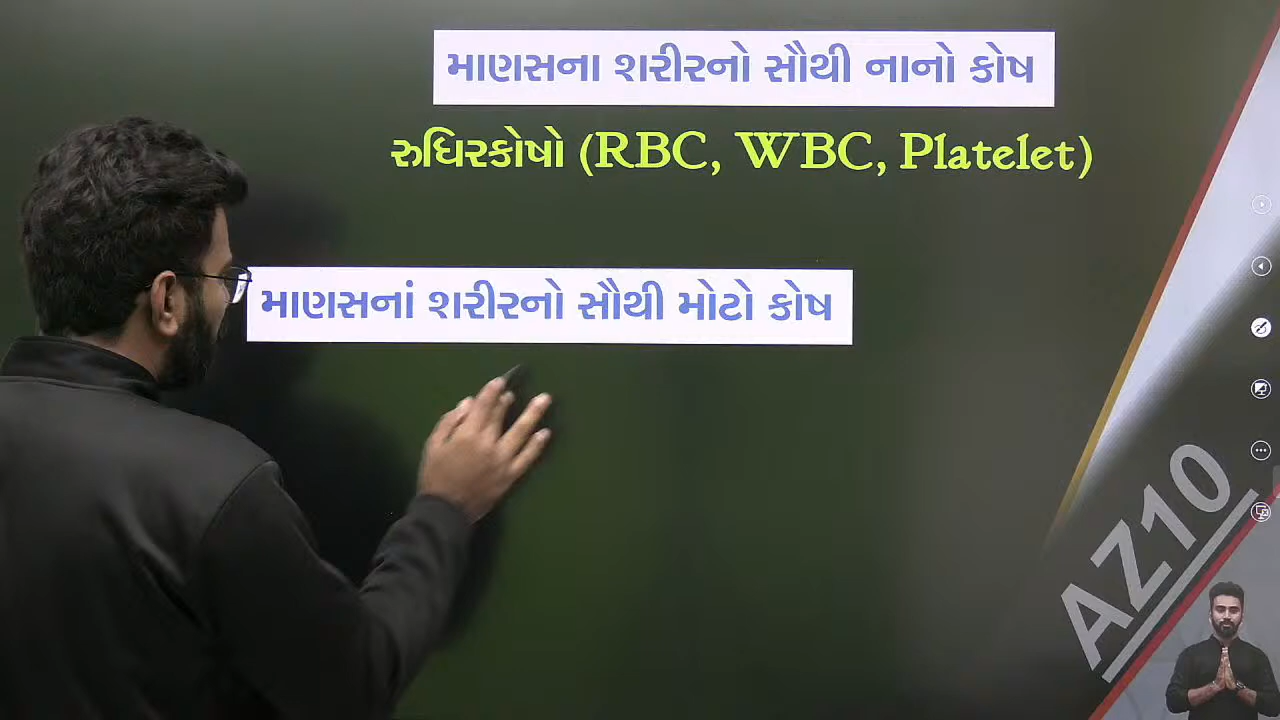 માણસના શરીરનો સૌથી નાનો કોષ
રુધિરકોષો (RBC, WBC, Platelet)
માણસનાં શરીરનો સૌથી મોટો કોષ
AZ10